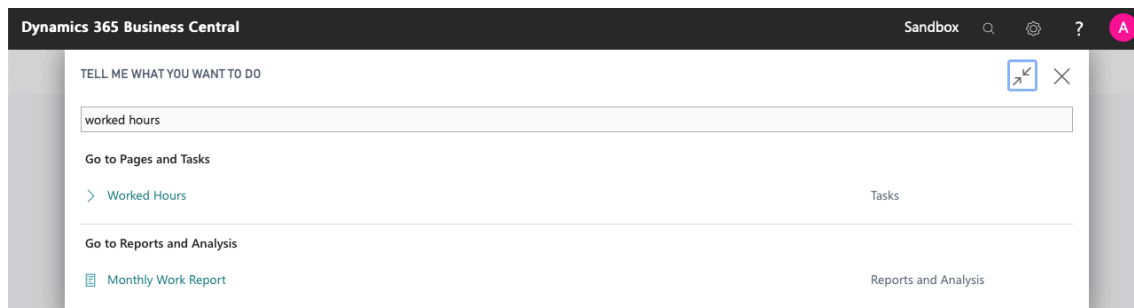 Dynamics 365 Business Central Sandbox ? A
TELL ME WHAT YOU WANT TO DO
worked hours
Go to Pages and Tasks
Worked Hours Tasks
Go to Reports and Analysis
Monthly Work Report Reports and Analysis